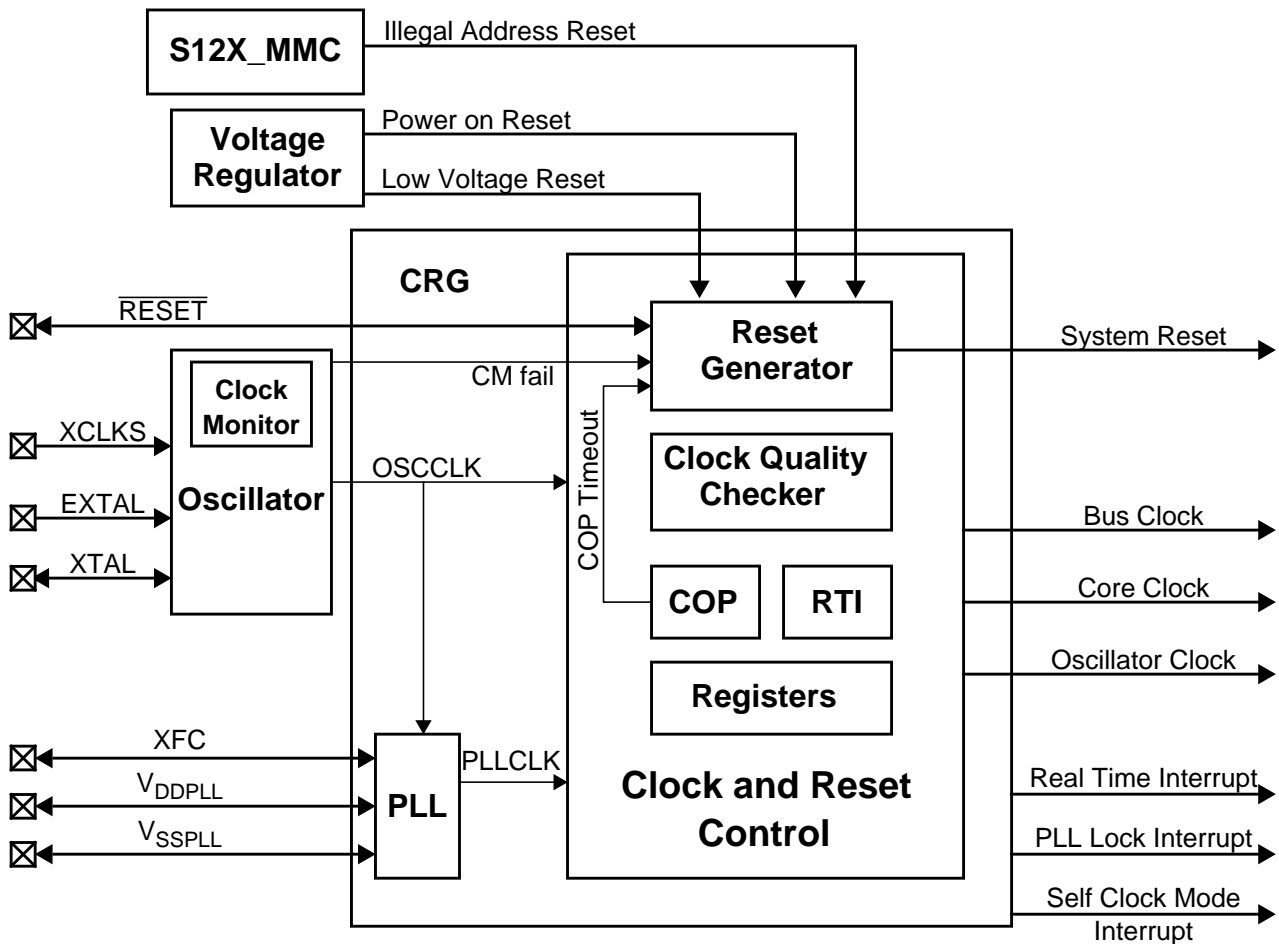 S12X_MMC
Illegal Address Reset
Voltage
Regulator
Power on Reset
Low Voltage Reset
CRG
RESET
Reset
Generator
System Reset
CM fail
Clock
Monitor
COP Timeout
XCLKS
OSCCLK
Clock Quality
Checker
Oscillator
EXTAL
Bus Clock
XTAL
COP
RTI
Core Clock
Oscillator Clock
Registers
XFC
PLLCLK
VDDPLL
PLL
Clock and Reset
Control
Real Time Interrupt
VSSPLL
PLL Lock Interrupt
Self Clock Mode
Interrupt